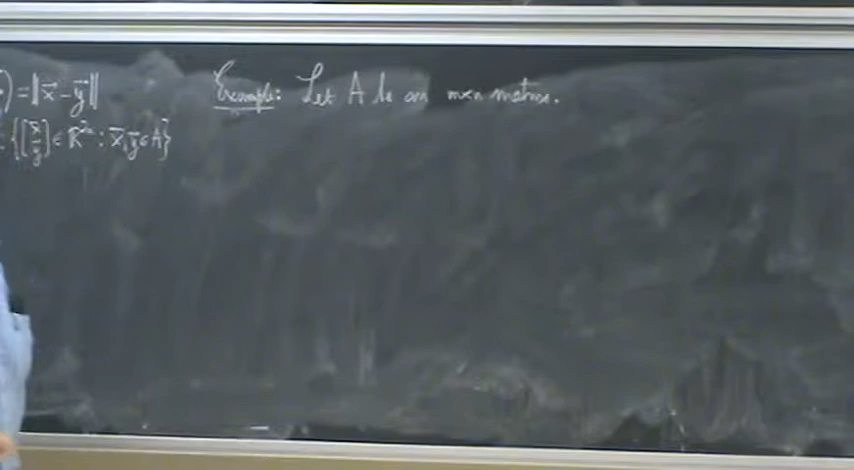 ) = ‖x⃗ - y⃗‖
{[x⃗ y⃗] ∈ ℝ²ⁿ : x⃗, y⃗ ∈ A}
Example: Let A be an m×n matrix.